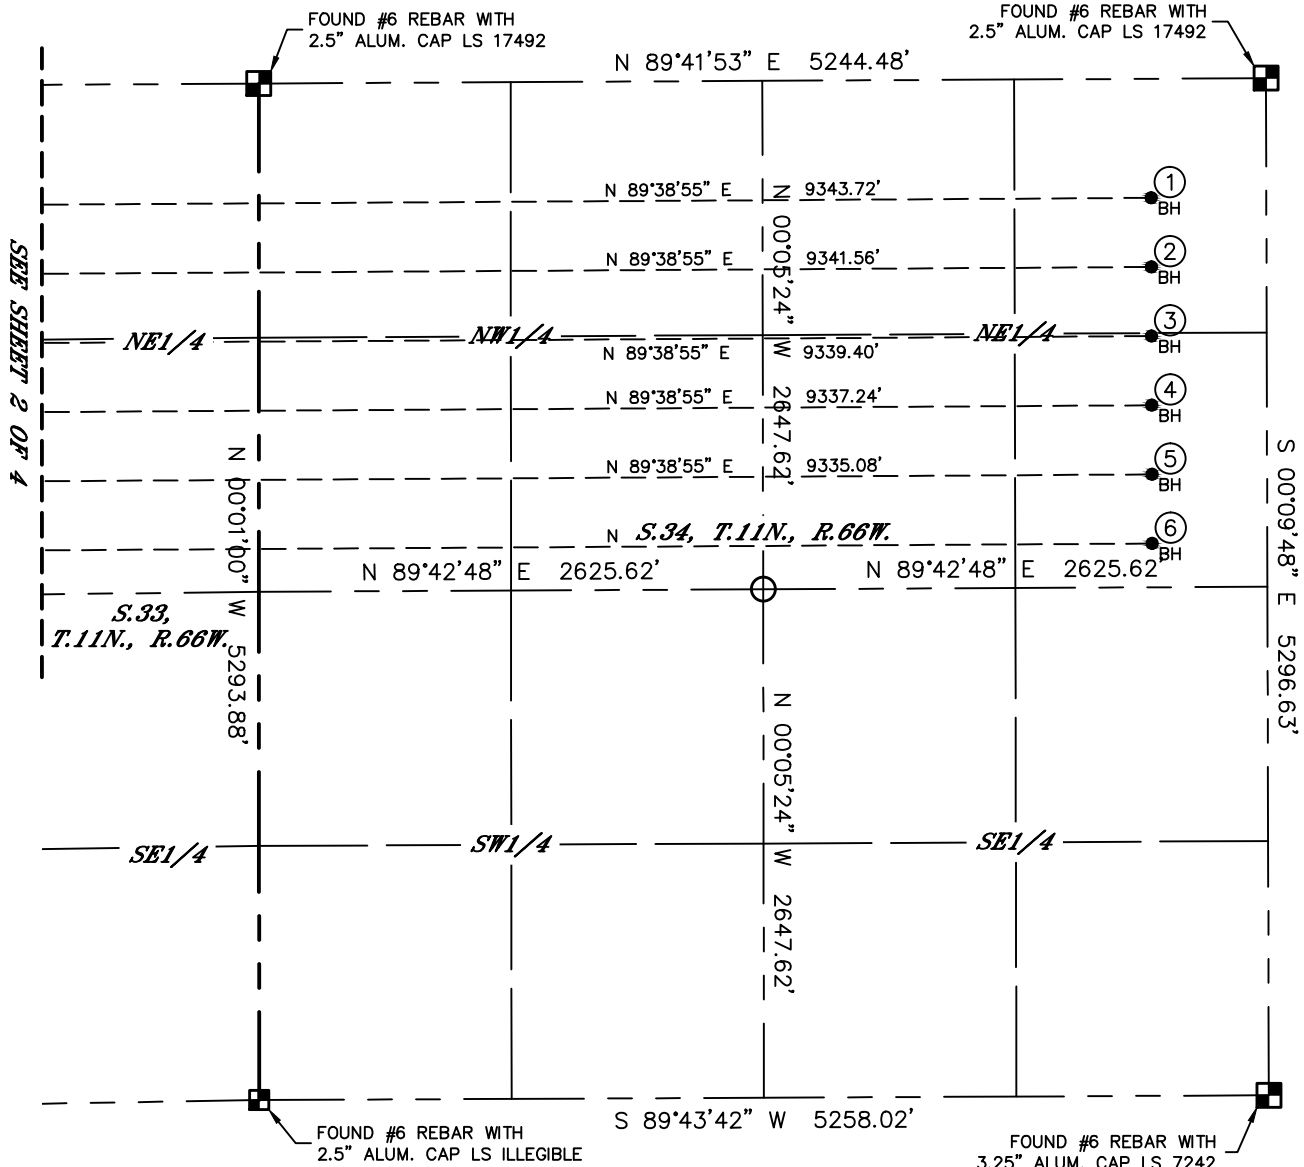 FOUND #6 REBAR WITH
2.5" ALUM. CAP LS 17492
FOUND #6 REBAR WITH
2.5" ALUM. CAP LS 17492
N 89°41'53" E 5244.48'
N 89°38'55" E 9343.72'
1
BH
N 89°38'55" E 9341.56'
2
BH
N 00°05'24" W 2647.62'
SEE SHEET 2 OF 4
NE1/4
NW1/4
NE1/4
3
BH
N 89°38'55" E 9339.40'
N 89°38'55" E 9337.24'
4
BH
N 89°38'55" E 9335.08'
5
BH
N 00°01'00" W 5293.88'
S 00°09'48" E 5296.63'
N S.34, T.11N., R.66W.
6
BH
N 89°42'48" E 2625.62'
N 89°42'48" E 2625.62'
S.33,
T.11N., R.66W.
N 00°05'24" W 2647.62'
SE1/4
SW1/4
SE1/4
S 89°43'42" W 5258.02'
FOUND #6 REBAR WITH
2.5" ALUM. CAP LS ILLEGIBLE
FOUND #6 REBAR WITH
3.25" ALUM. CAP LS 7242